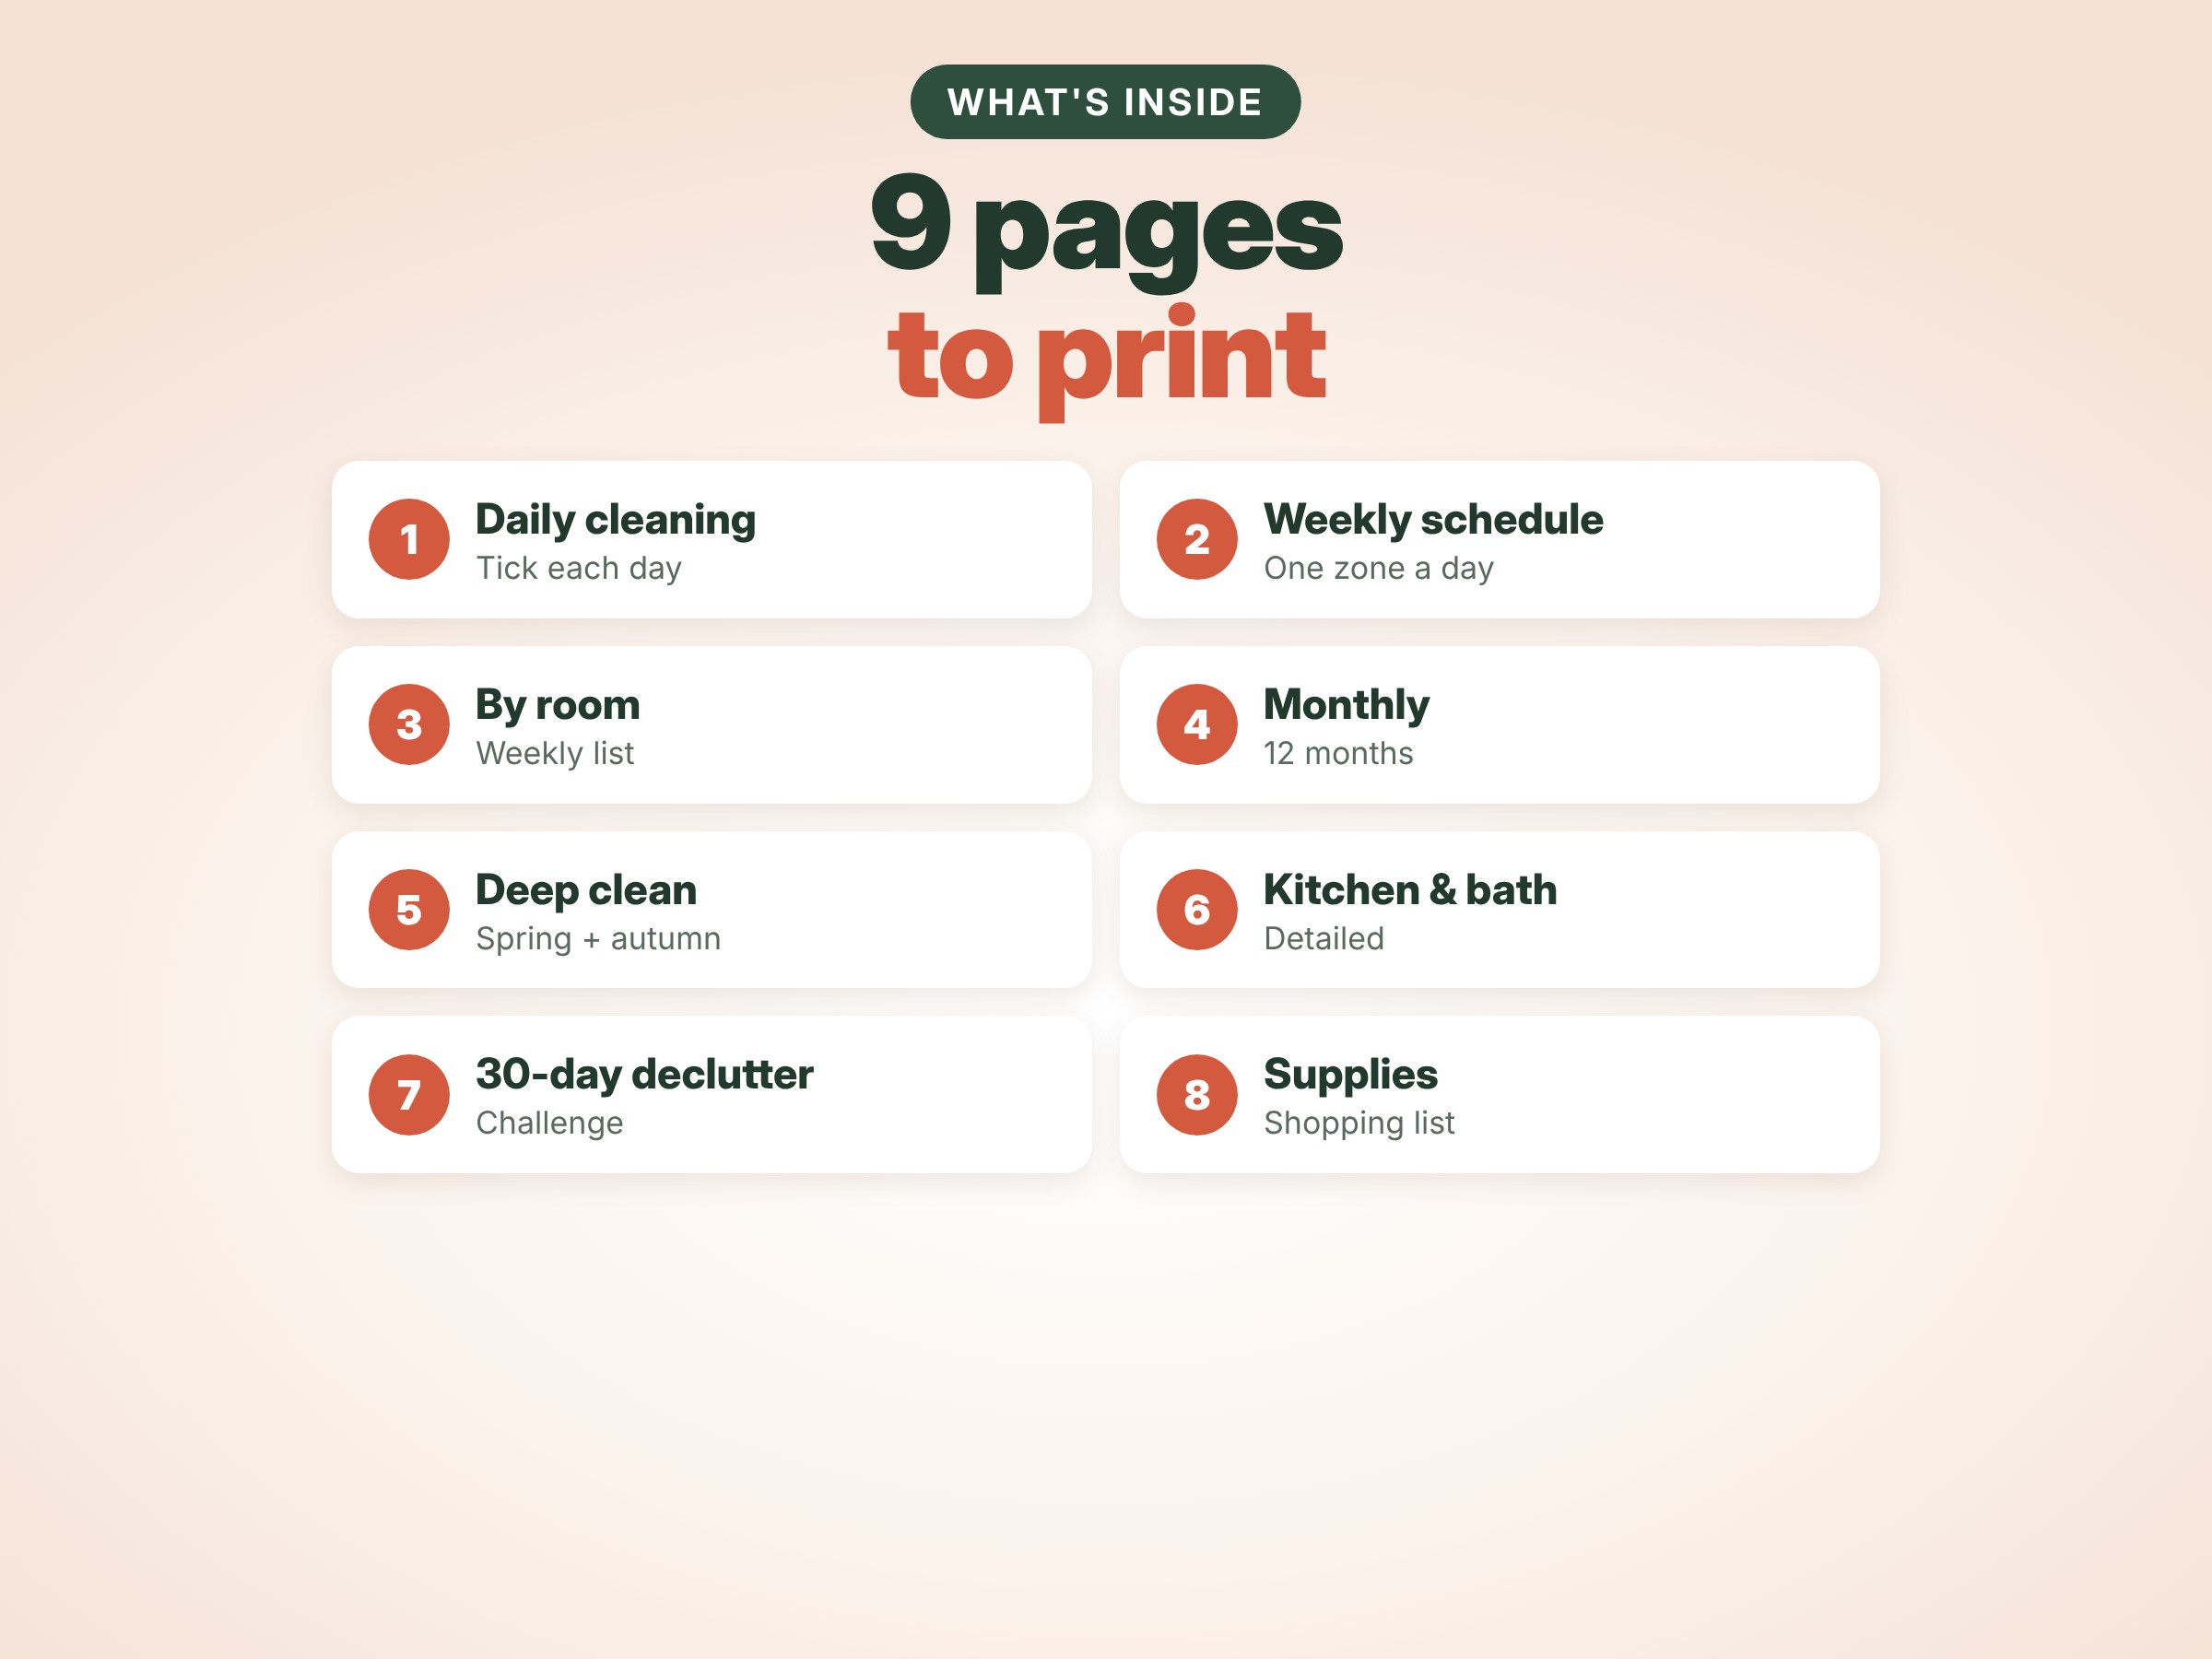 WHAT'S INSIDE
9 pages
to print
1
Daily cleaning
Tick each day
2
Weekly schedule
One zone a day
3
By room
Weekly list
4
Monthly
12 months
5
Deep clean
Spring + autumn
6
Kitchen & bath
Detailed
7
30-day declutter
Challenge
8
Supplies
Shopping list